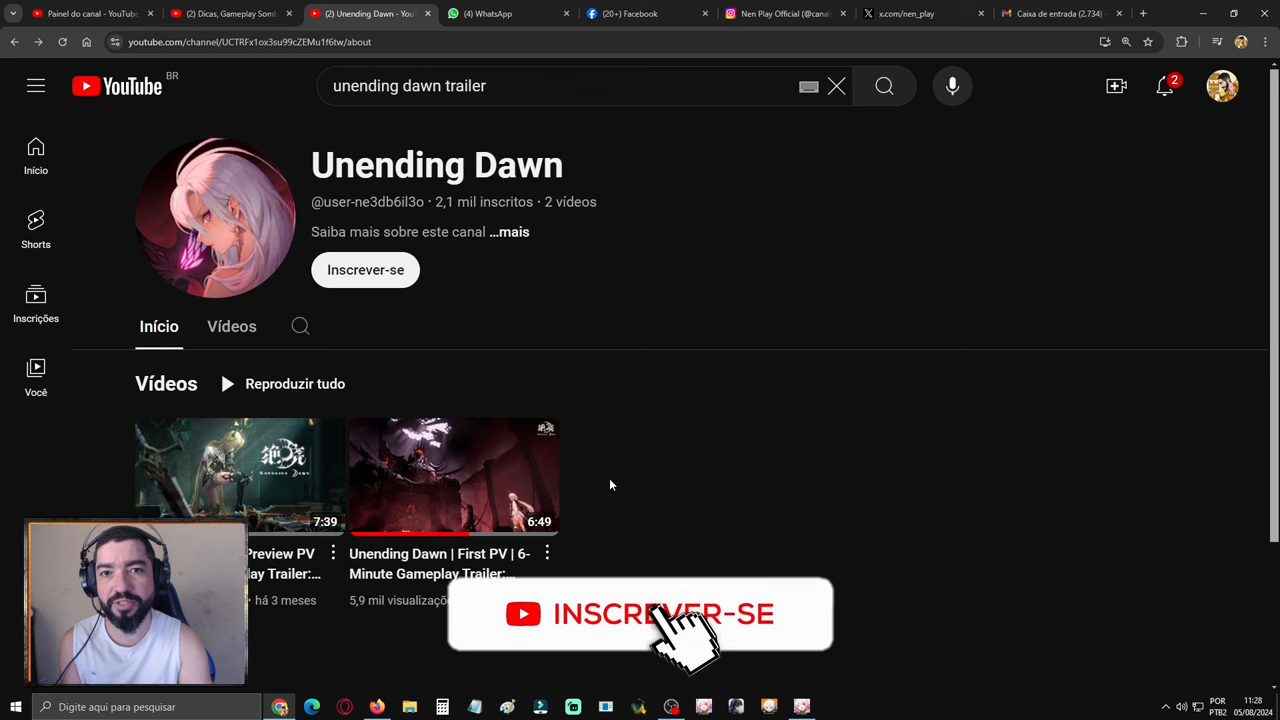 Painel do canal - YouTube
(2) Dicas, Gameplay Somb
(2) Unending Dawn - You
(4) WhatsApp
(20+) Facebook
Nen Play Official (@canal
x.com/nen_play
Caixa de entrada (2.734) -
youtube.com/channel/UCTRFx1ox3su99cZEMu1f6tw/about
YouTube BR
unending dawn trailer
2
Início
Shorts
Inscrições
Você
Unending Dawn
@user-ne3db6il3o • 2,1 mil inscritos • 2 vídeos
Saiba mais sobre este canal ...mais
Inscrever-se
Início Vídeos
Vídeos Reproduzir tudo
绝晓
7:39
6:49
Preview PV
ay Trailer:...
há 3 meses
Unending Dawn | First PV | 6-
Minute Gameplay Trailer:...
5,9 mil visualizaçõ
INSCREVER-SE
Digite aqui para pesquisar
POR
PTB2
11:28
05/08/2024